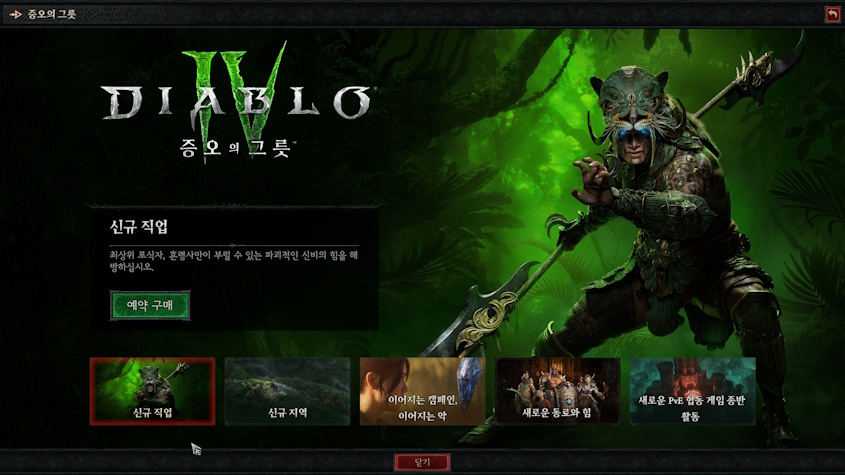 증오의 그릇
DIABLO
IV
증오의 그릇™
신규 직업
최상위 포식자, 혼령사만이 부릴 수 있는 파괴적인 신비의 힘을 해
방하십시오.
예약 구매
신규 직업
신규 지역
이어지는 캠페인,
이어지는 악
새로운 동료와 힘
새로운 PvE 협동 게임 종반
활동
닫기